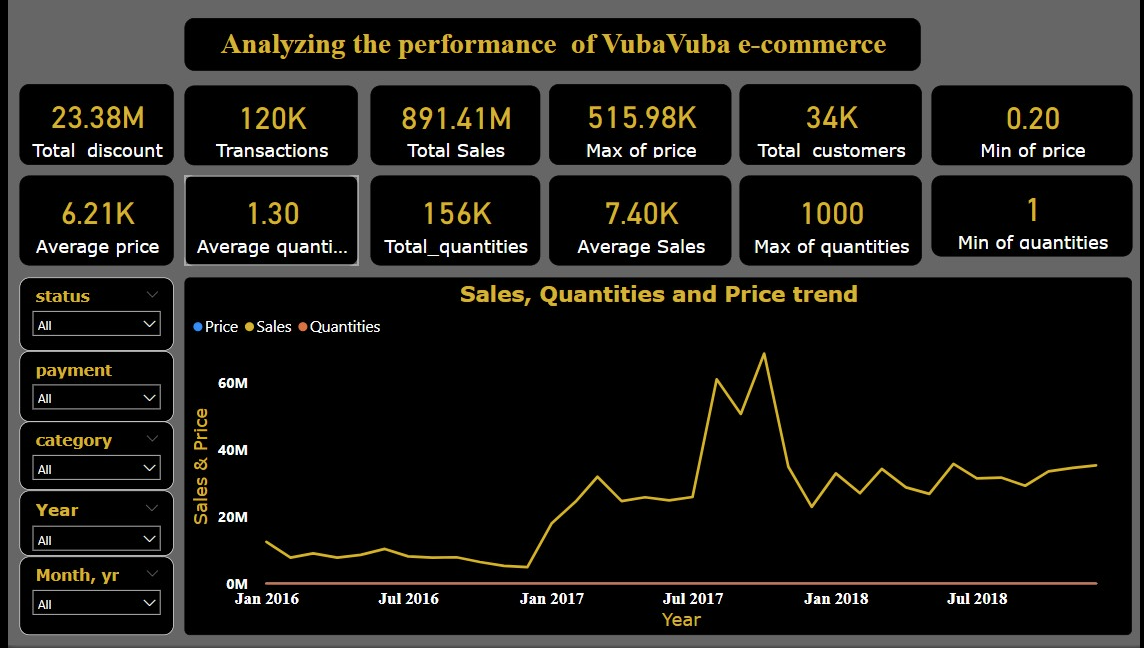 Analyzing the performance of VubaVuba e-commerce
23.38M
Total discount
120K
Transactions
891.41M
Total Sales
515.98K
Max of price
34K
Total customers
0.20
Min of price
6.21K
Average price
1.30
Average quanti...
156K
Total_quantities
7.40K
Average Sales
1000
Max of quantities
1
Min of quantities
status
All
payment
All
category
All
Year
All
Month, yr
All
Sales, Quantities and Price trend
Price Sales Quantities
Sales & Price
60M
40M
20M
0M
Jan 2016 Jul 2016 Jan 2017 Jul 2017 Jan 2018 Jul 2018
Year